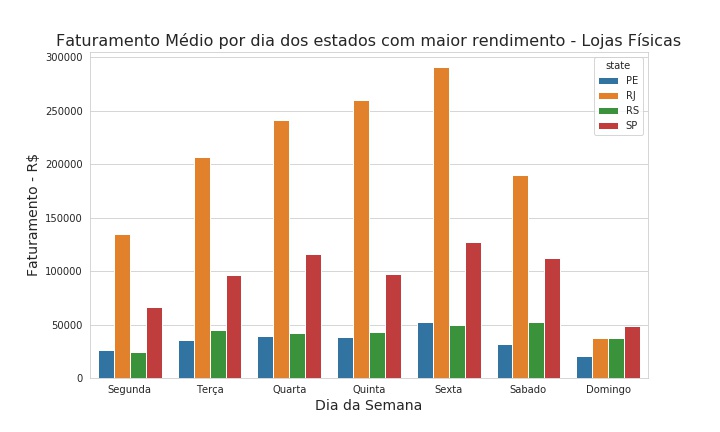 Faturamento Médio por dia dos estados com maior rendimento - Lojas Físicas
Faturamento - R$
300000
250000
200000
150000
100000
50000
0
state
PE
RJ
RS
SP
Segunda Terça Quarta Quinta Sexta Sabado Domingo
Dia da Semana